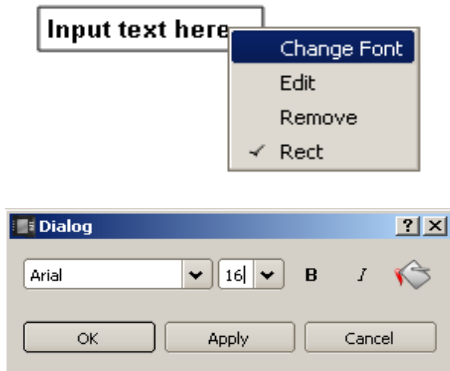 Input text here
Change Font
Edit
Remove
Rect
Dialog
Arial 16 B I
OK Apply Cancel